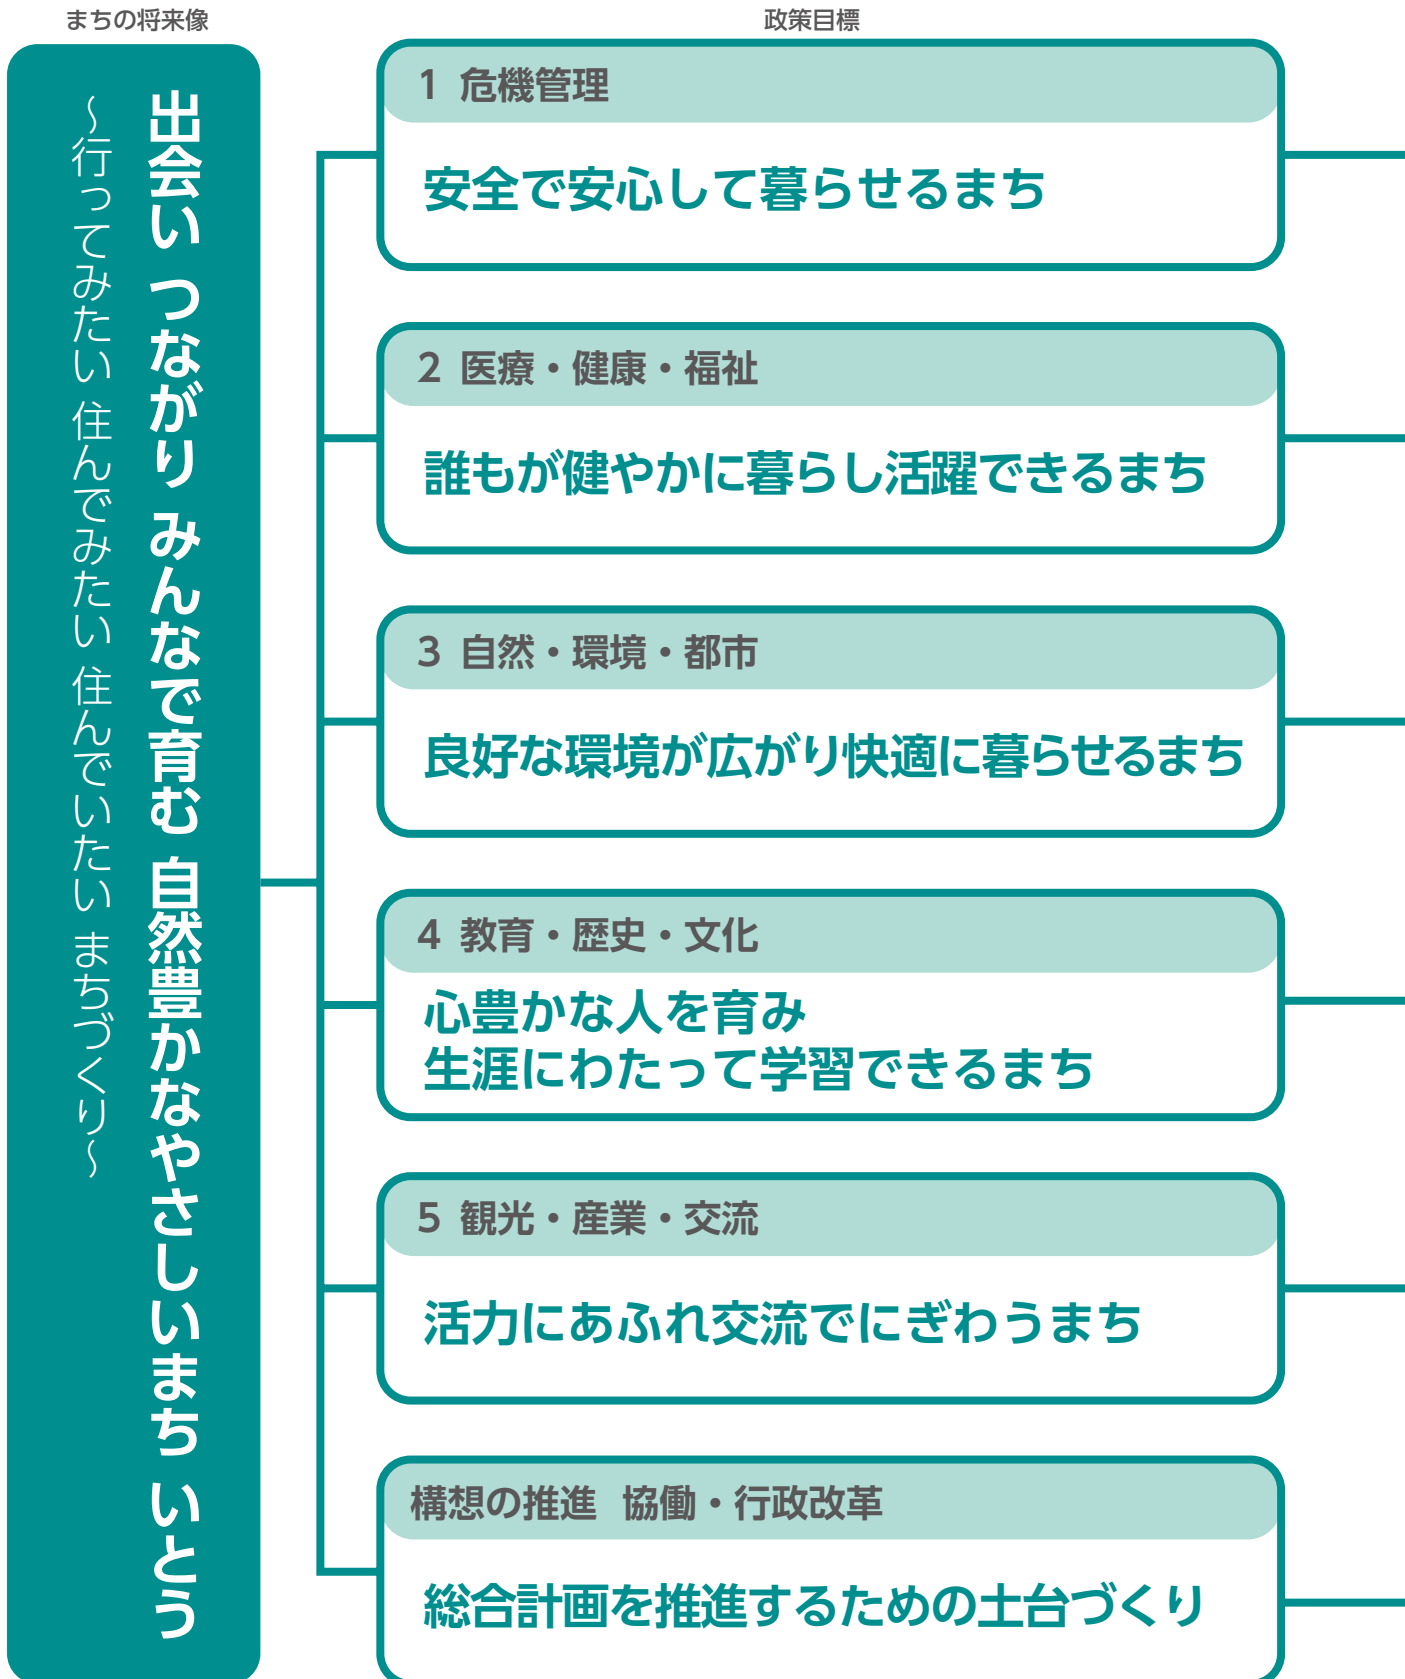 まちの将来像
政策目標
出会い つながり みんなで育む 自然豊かなやさしいまち いとう
～行ってみたい 住んでみたい 住んでいたい まちづくり～
1 危機管理
安全で安心して暮らせるまち
2 医療・健康・福祉
誰もが健やかに暮らし活躍できるまち
3 自然・環境・都市
良好な環境が広がり快適に暮らせるまち
4 教育・歴史・文化
心豊かな人を育み
生涯にわたって学習できるまち
5 観光・産業・交流
活力にあふれ交流でにぎわうまち
構想の推進 協働・行政改革
総合計画を推進するための土台づくり